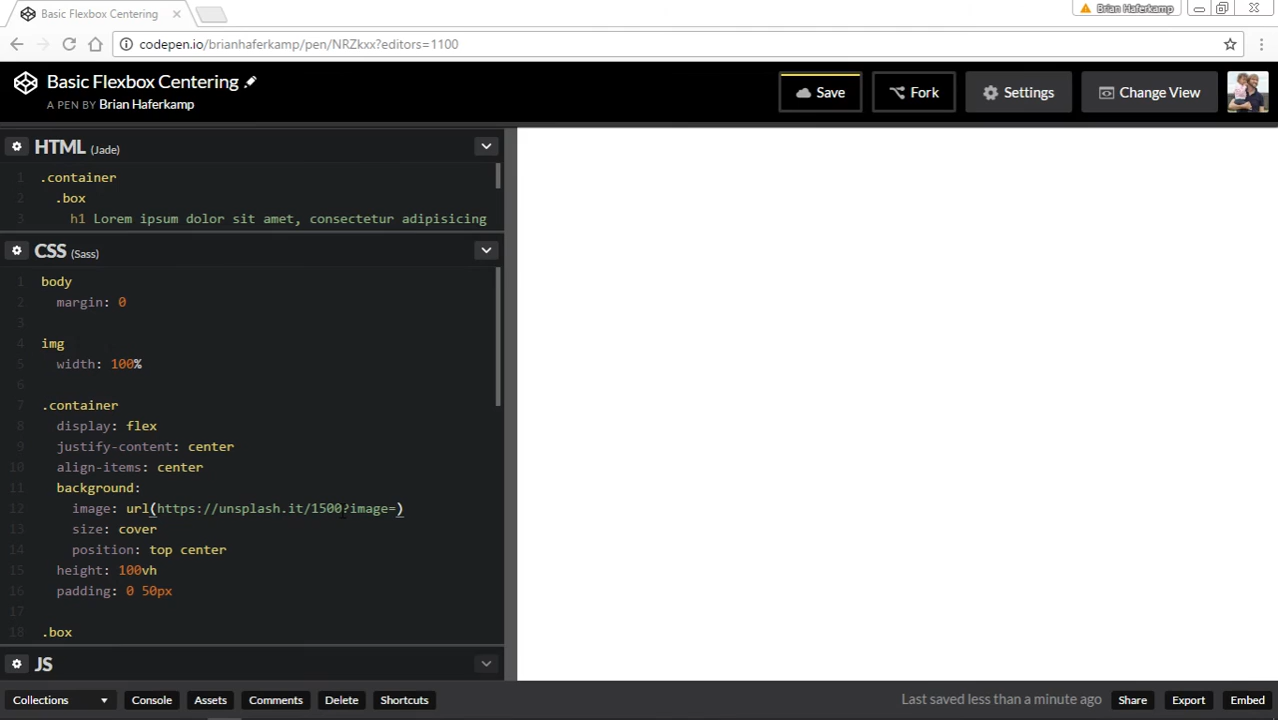 Basic Flexbox Centering
Brian Haferkamp
codepen.io/brianhaferkamp/pen/NRZkxx?editors=1100
Basic Flexbox Centering
A PEN BY Brian Haferkamp
Save
Fork
Settings
Change View
HTML (Jade)
1 .container
2 .box
3 h1 Lorem ipsum dolor sit amet, consectetur adipisicing
CSS (Sass)
1 body
2 margin: 0
3
4 img
5 width: 100%
6
7 .container
8 display: flex
9 justify-content: center
10 align-items: center
11 background:
12 image: url(https://unsplash.it/1500?image=)
13 size: cover
14 position: top center
15 height: 100vh
16 padding: 0 50px
17
18 .box
JS
Collections
Console
Assets
Comments
Delete
Shortcuts
Last saved less than a minute ago
Share
Export
Embed